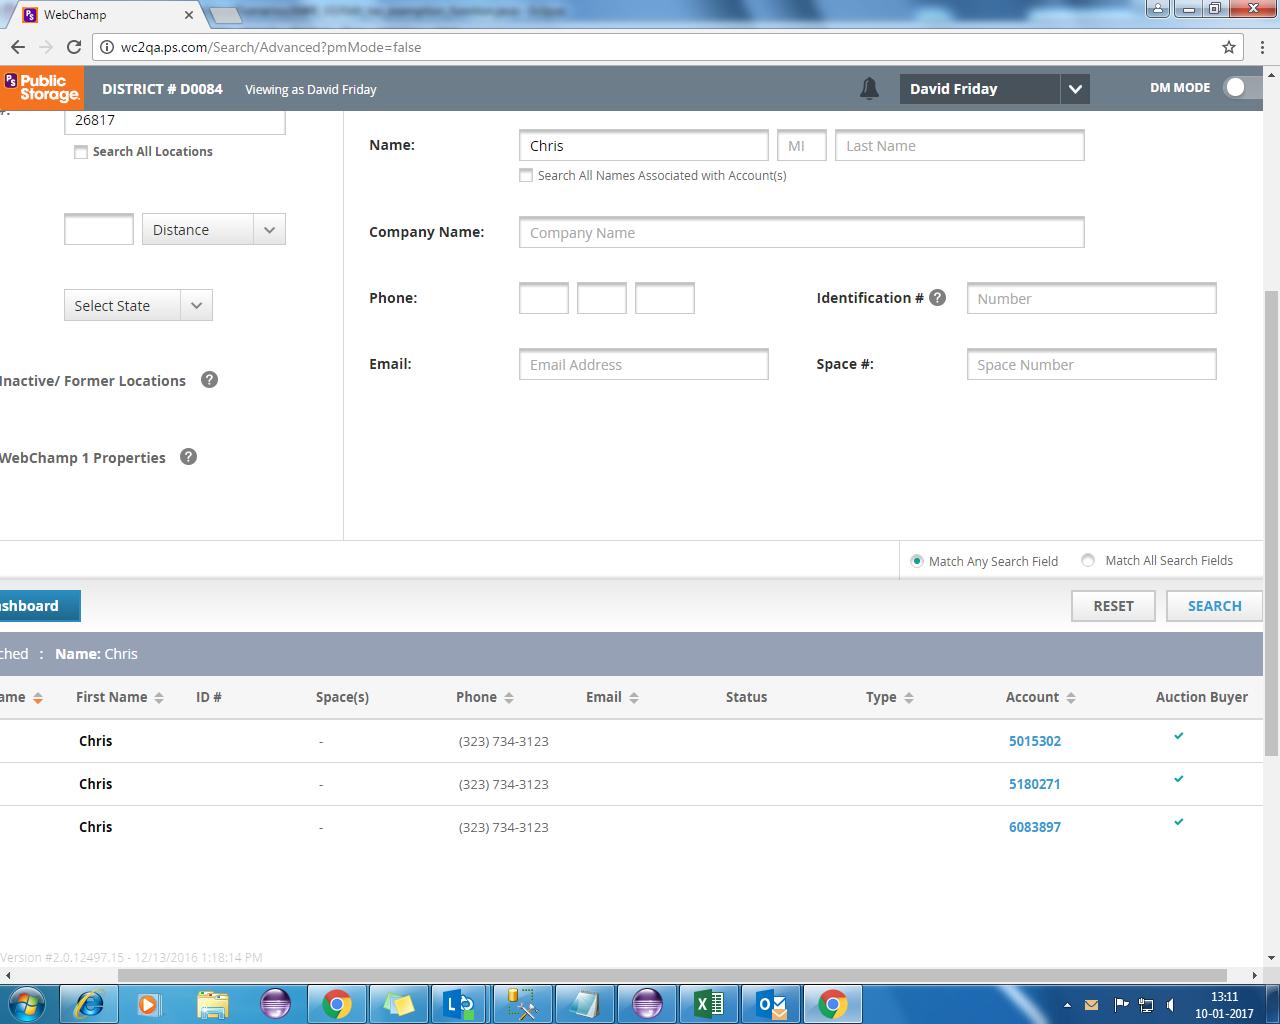 WebChamp
wc2qa.ps.com/Search/Advanced?pmMode=false
PS Public Storage. DISTRICT # D0084 Viewing as David Friday David Friday DM MODE
26817
Search All Locations
Name: Chris MI Last Name
Search All Names Associated with Account(s)
Distance
Company Name: Company Name
Select State
Phone: Identification # ? Number
Email: Email Address Space #: Space Number
Inactive/ Former Locations ?
WebChamp 1 Properties ?
Match Any Search Field Match All Search Fields
shboard RESET SEARCH
ched : Name: Chris
ame First Name ID # Space(s) Phone Email Status Type Account Auction Buyer
Chris - (323) 734-3123 5015302
Chris - (323) 734-3123 5180271
Chris - (323) 734-3123 6083897
Version #2.0.12497.15 - 12/13/2016 1:18:14 PM
13:11
10-01-2017